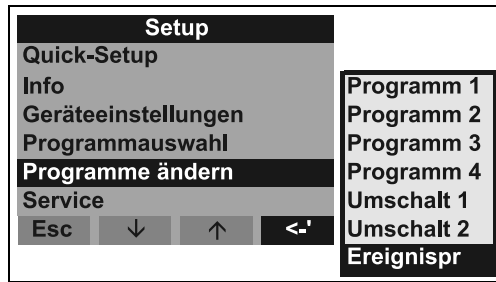 Setup
Quick-Setup
Info
Geräteeinstellungen
Programmauswahl
Programme ändern
Service
Esc ↓ ↑ <-'
Programm 1
Programm 2
Programm 3
Programm 4
Umschalt 1
Umschalt 2
Ereignispr